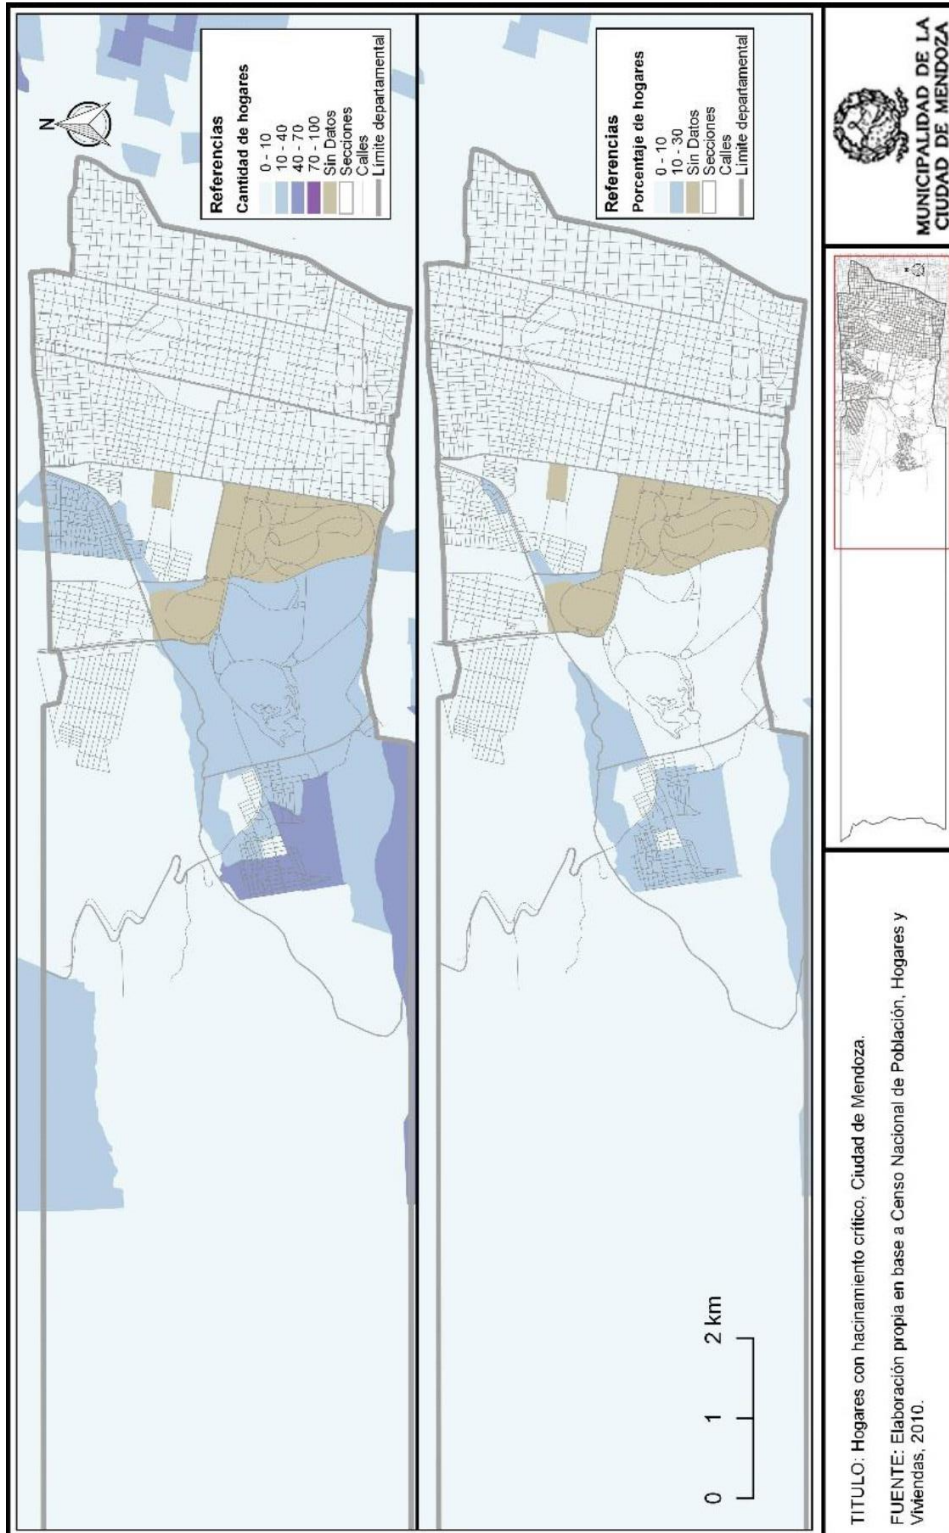 N
Referencias
Cantidad de hogares
0 - 10
10 - 40
40 - 70
70 - 100
Sin Datos
Secciones
Calles
Límite departamental
Referencias
Porcentaje de hogares
0 - 10
10 - 30
Sin Datos
Secciones
Calles
Límite departamental
0 1 2 km
TITULO: Hogares con hacinamiento crítico, Ciudad de Mendoza.
FUENTE: Elaboración propia en base a Censo Nacional de Población, Hogares y
Viviendas, 2010.
MUNICIPALIDAD DE LA
CIUDAD DE MENDOZA